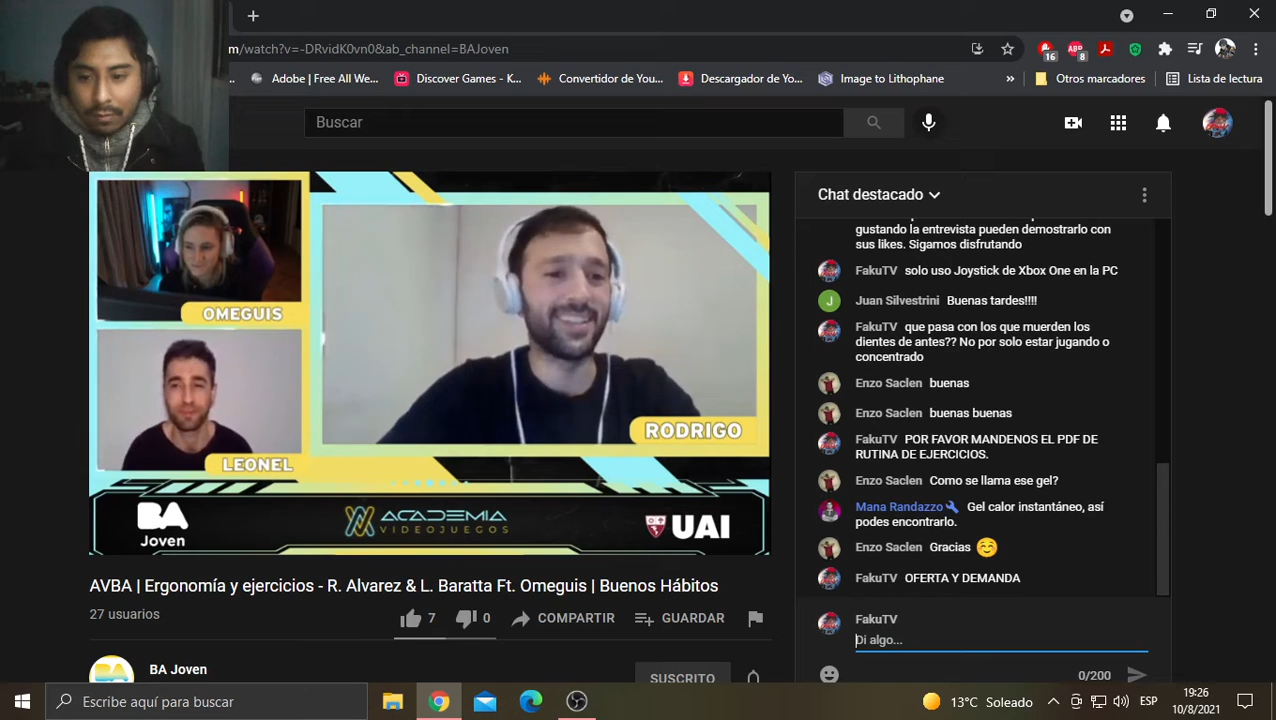 m/watch?v=-DRvidK0vn0&ab_channel=BAJoven
16
8
Adobe | Free All We...
Discover Games - K...
Convertidor de You...
Descargador de Yo...
Image to Lithophane
»
Otros marcadores
Lista de lectura
Buscar
OMEGUIS
LEONEL
RODRIGO
BA
Joven
ACADEMIA
VIDEOJUEGOS
UAI
AVBA | Ergonomía y ejercicios - R. Alvarez & L. Baratta Ft. Omeguis | Buenos Hábitos
27 usuarios
7
0
COMPARTIR
GUARDAR
BA Joven
SUSCRITO
Chat destacado
gustando la entrevista pueden demostrarlo con
sus likes. Sigamos disfrutando
FakuTV solo uso Joystick de Xbox One en la PC
J
Juan Silvestrini Buenas tardes!!!!
FakuTV que pasa con los que muerden los
dientes de antes?? No por solo estar jugando o
concentrado
Enzo Saclen buenas
Enzo Saclen buenas buenas
FakuTV POR FAVOR MANDENOS EL PDF DE
RUTINA DE EJERCICIOS.
Enzo Saclen Como se llama ese gel?
Mana Randazzo Gel calor instantáneo, así
podes encontrarlo.
Enzo Saclen Gracias ☺️
FakuTV OFERTA Y DEMANDA
FakuTV
Di algo...
0/200
Escribe aquí para buscar
13°C Soleado
ESP
19:26
10/8/2021